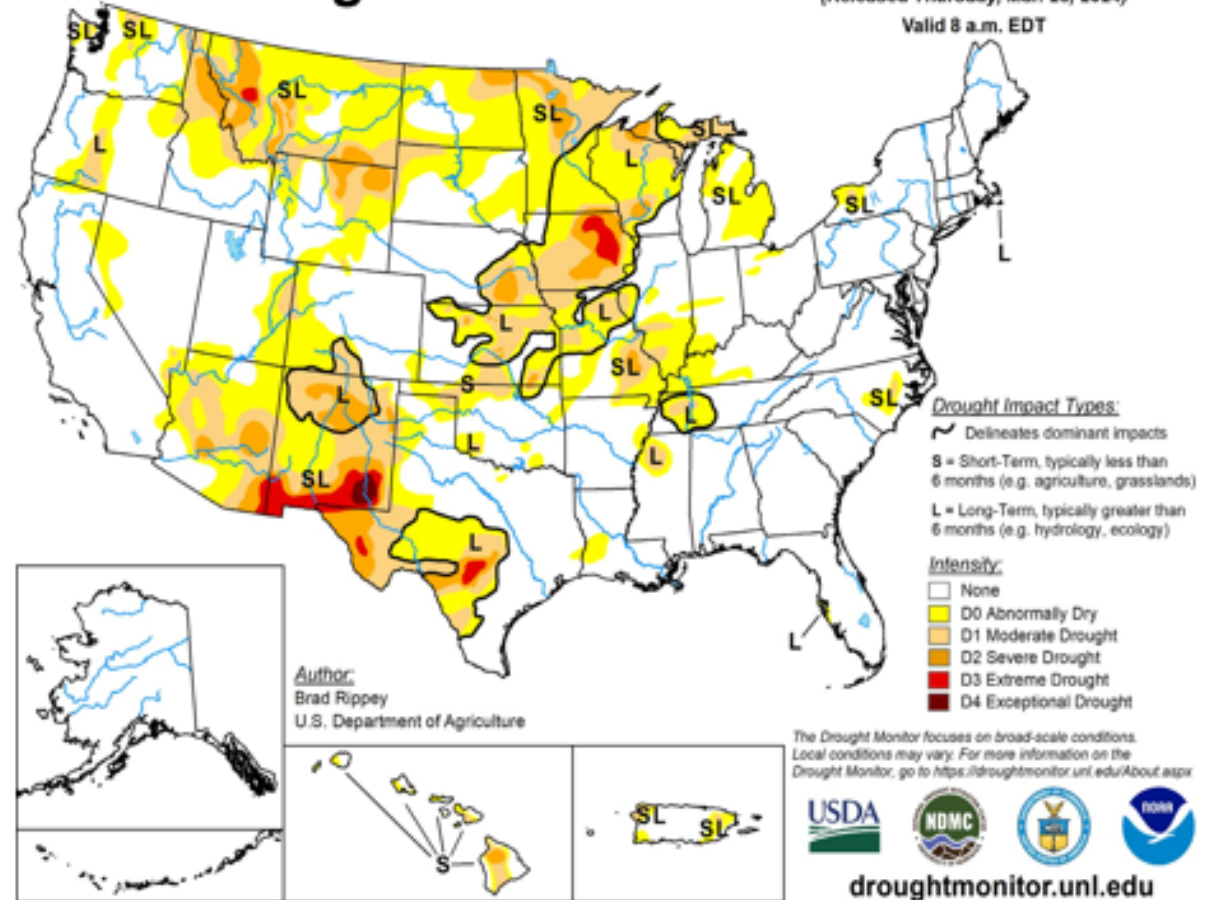 Valid 8 a.m. EDT
SL
SL
SL
L
SL
L
SL
SL
SL
L
L
L
SL
L
S
SL
L
L
L
SL
L
L
Drought Impact Types:
Delineates dominant impacts
S = Short-Term, typically less than
6 months (e.g. agriculture, grasslands)
L = Long-Term, typically greater than
6 months (e.g. hydrology, ecology)
Intensity:
None
D0 Abnormally Dry
D1 Moderate Drought
D2 Severe Drought
D3 Extreme Drought
D4 Exceptional Drought
Author:
Brad Rippey
U.S. Department of Agriculture
S
SL
SL
The Drought Monitor focuses on broad-scale conditions.
Local conditions may vary. For more information on the
Drought Monitor, go to https://droughtmonitor.unl.edu/About.aspx
USDA
NDMC
NOAA
droughtmonitor.unl.edu